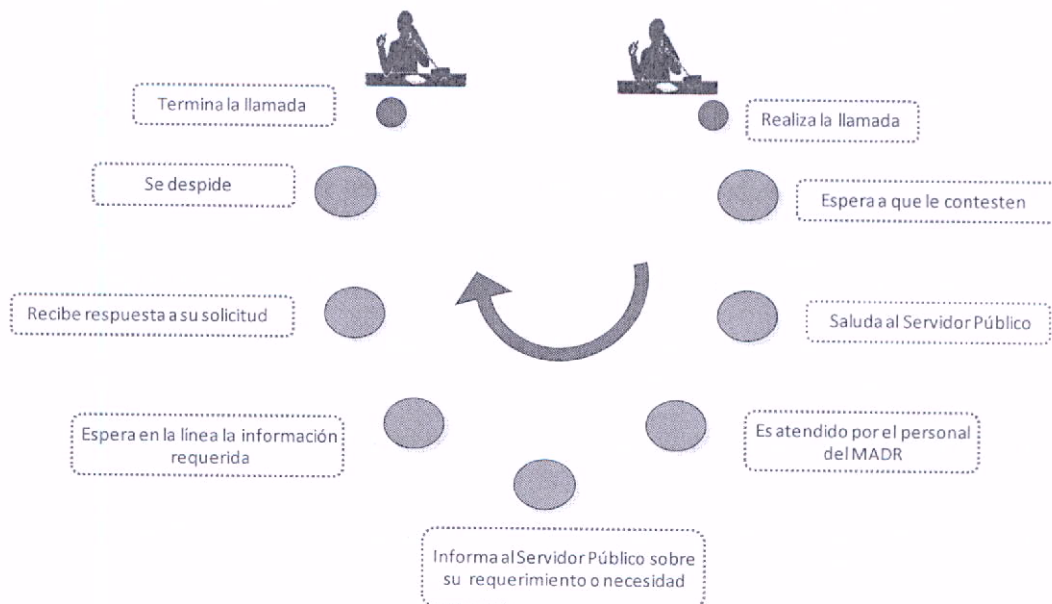 Termina la llamada
Realiza la llamada
Se despide
Espera a que le contesten
Recibe respuesta a su solicitud
Saluda al Servidor Público
Espera en la línea la información
requerida
Es atendido por el personal
del MADR
Informa al Servidor Público sobre
su requerimiento o necesidad